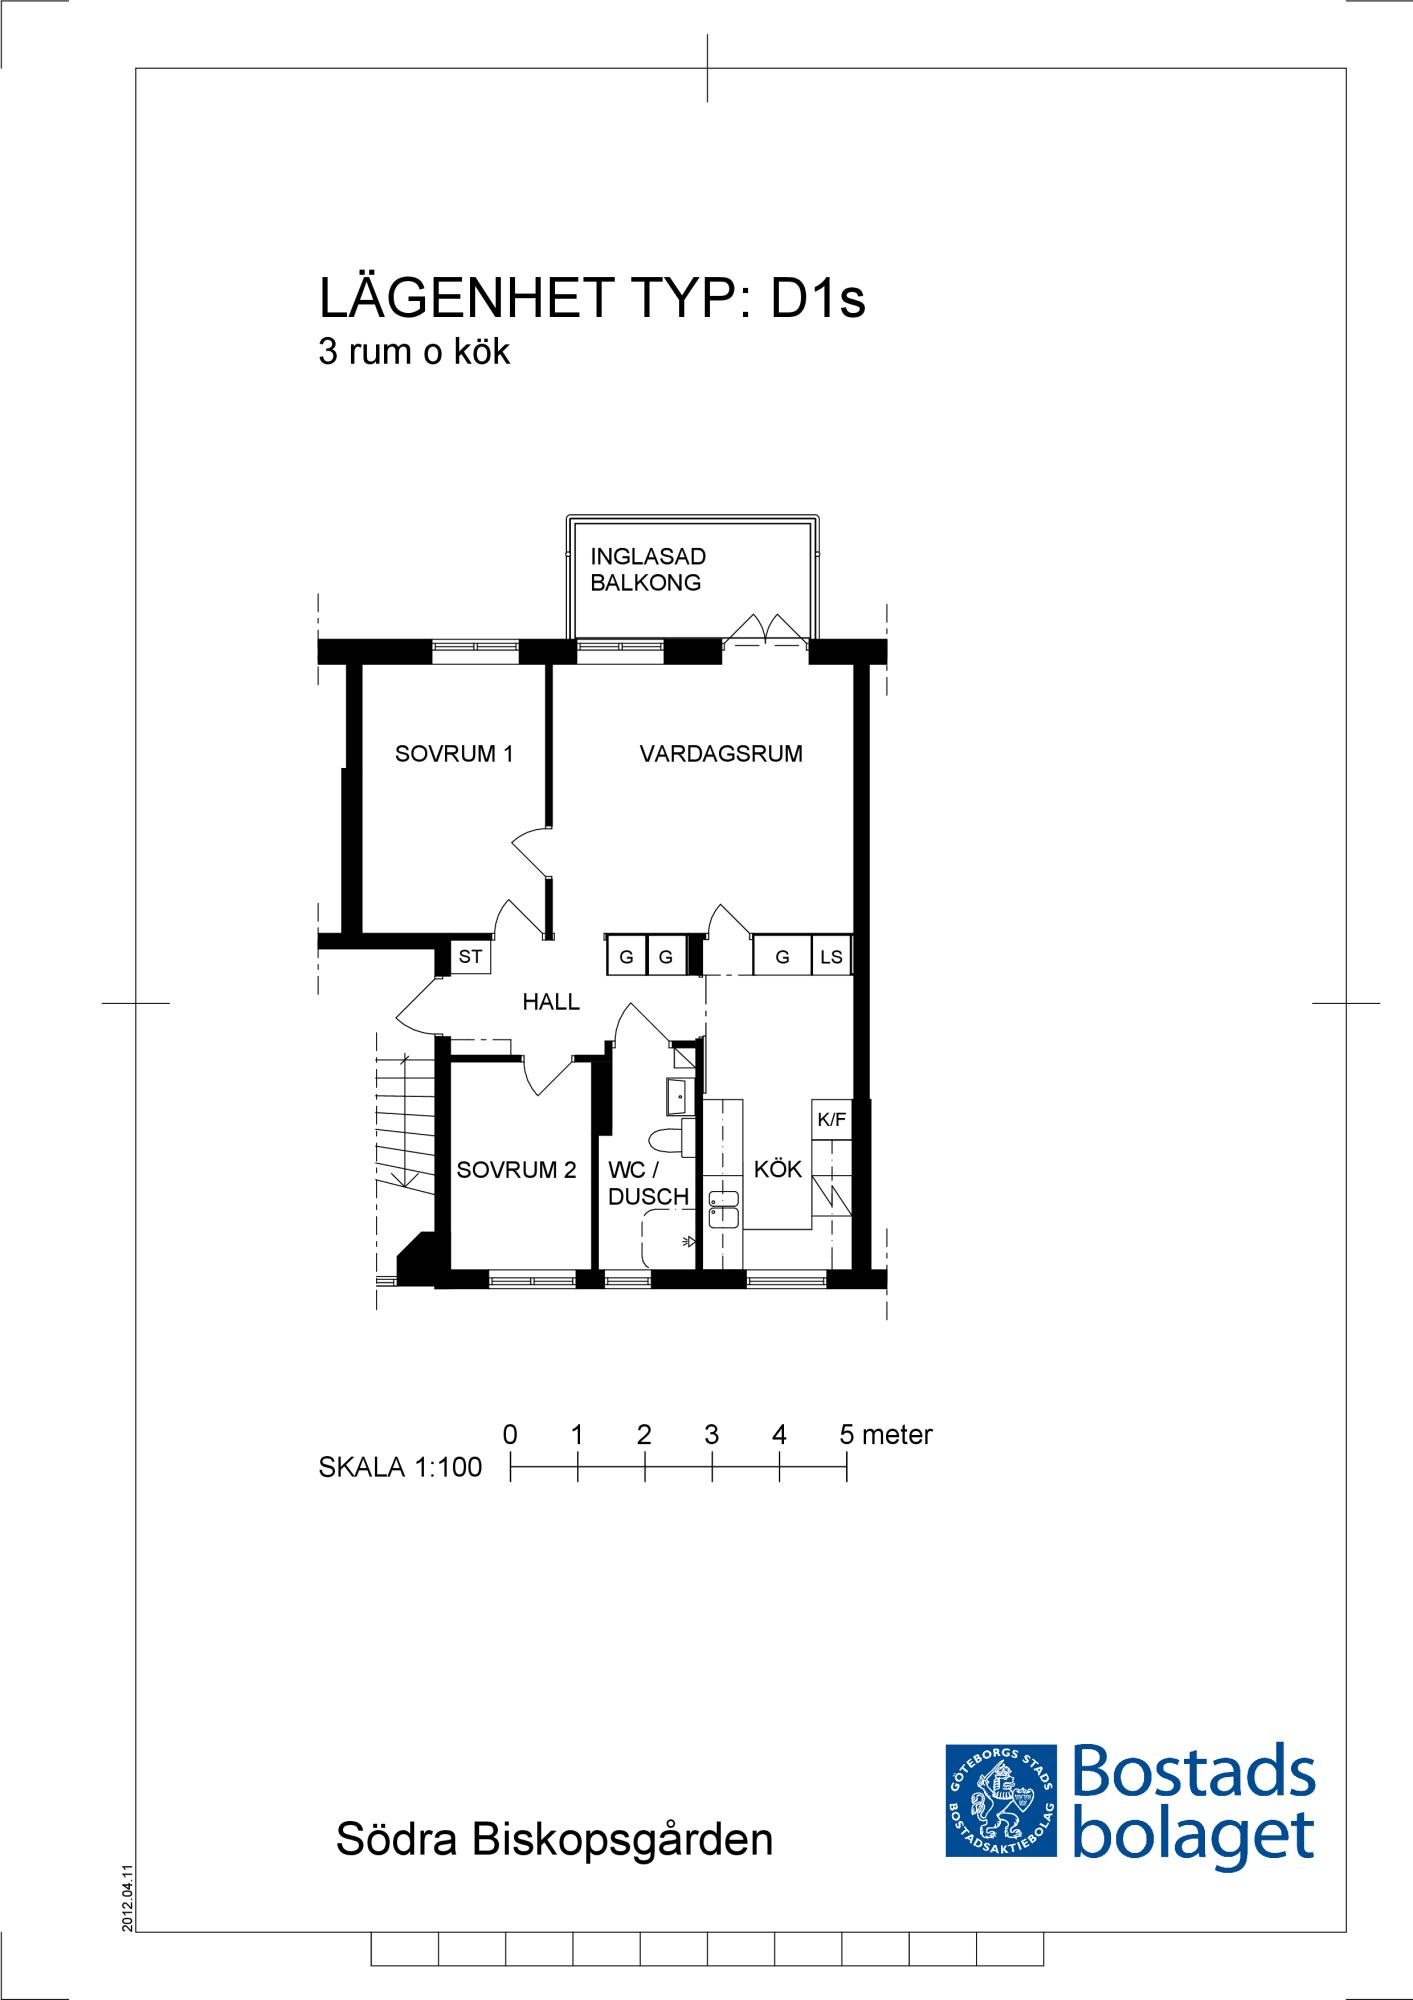 LÄGENHET TYP: D1s
3 rum o kök
INGLASAD
BALKONG
SOVRUM 1
VARDAGSRUM
ST
G
G
G
LS
HALL
K/F
SOVRUM 2
WC /
DUSCH
KÖK
0 1 2 3 4 5 meter
SKALA 1:100
Södra Biskopsgården
GÖTEBORGS STADS
BOSTADSAKTIEBOLAG
Bostads
bolaget
2012.04.11